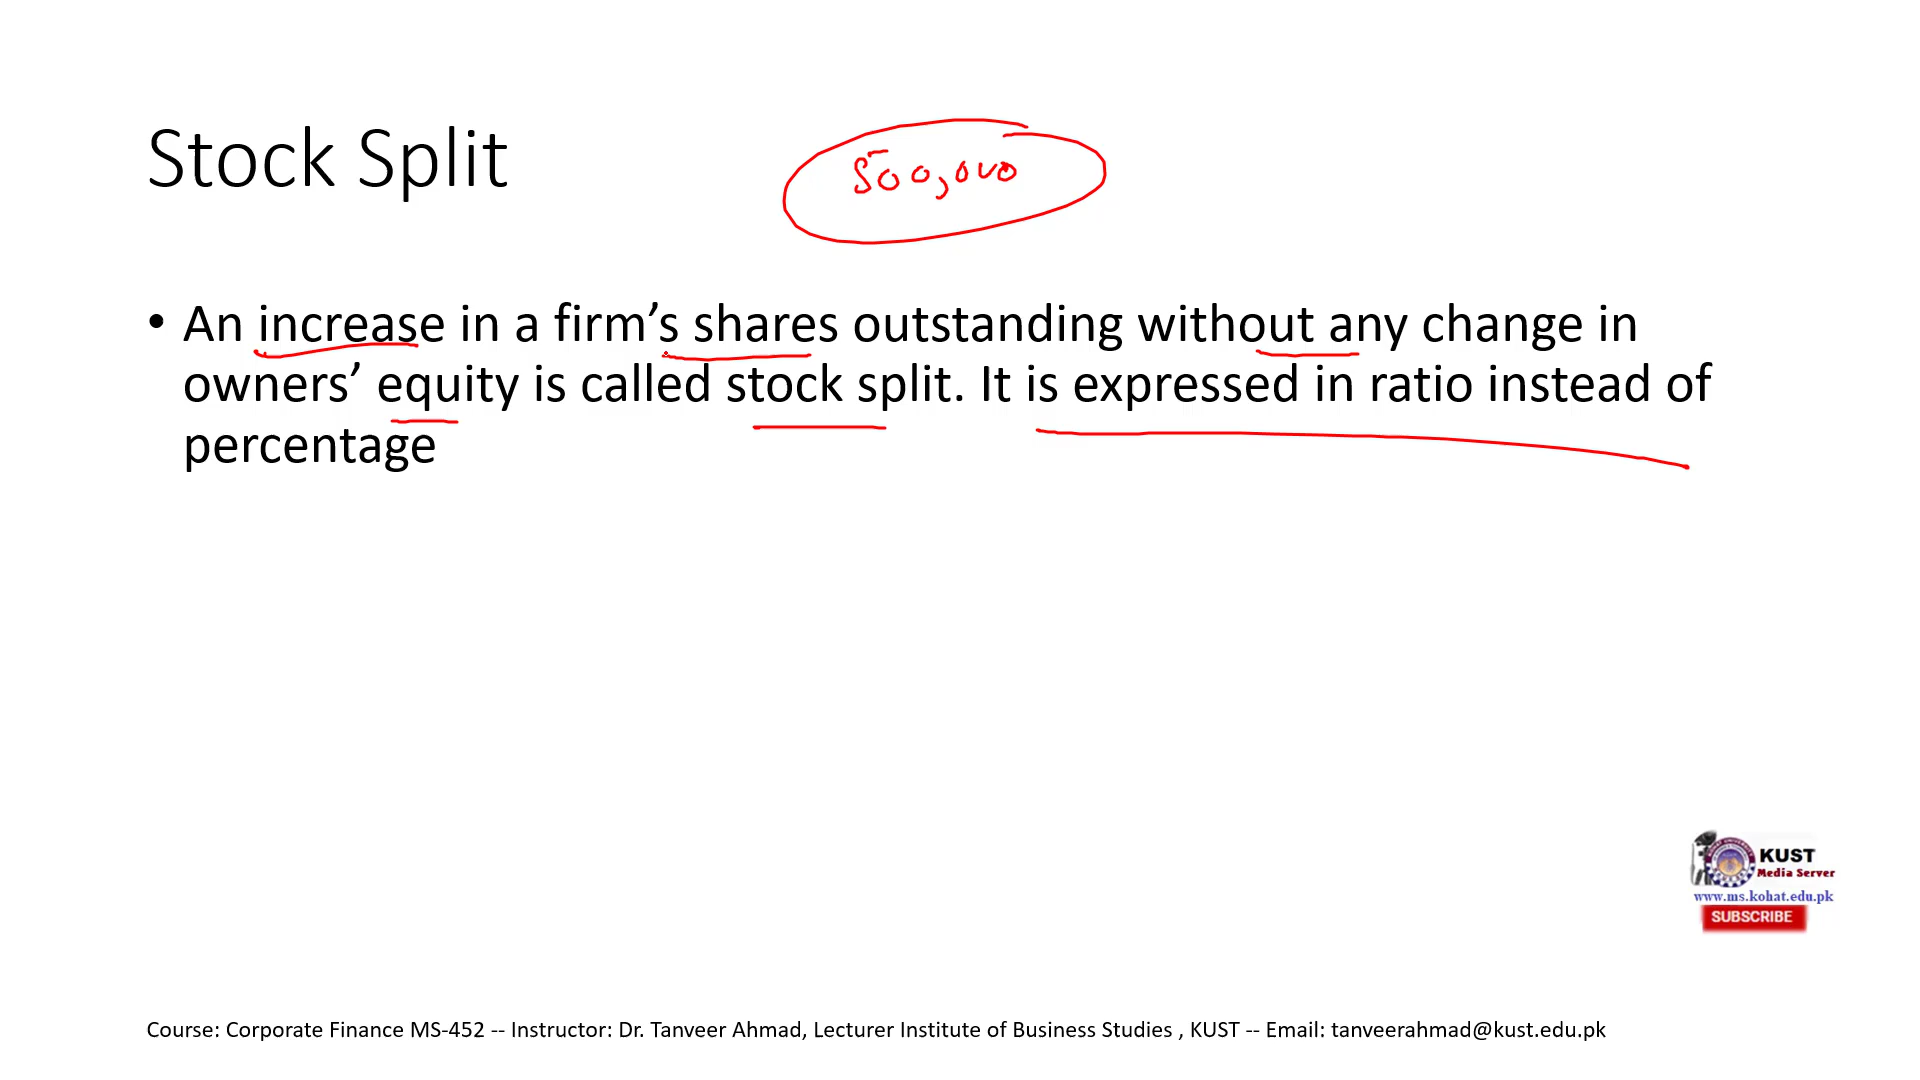 Stock Split
500,000
• An increase in a firm’s shares outstanding without any change in
owners’ equity is called stock split. It is expressed in ratio instead of
percentage
KUST
Media Server
www.ms.kohat.edu.pk
SUBSCRIBE
Course: Corporate Finance MS-452 -- Instructor: Dr. Tanveer Ahmad, Lecturer Institute of Business Studies , KUST -- Email: tanveerahmad@kust.edu.pk